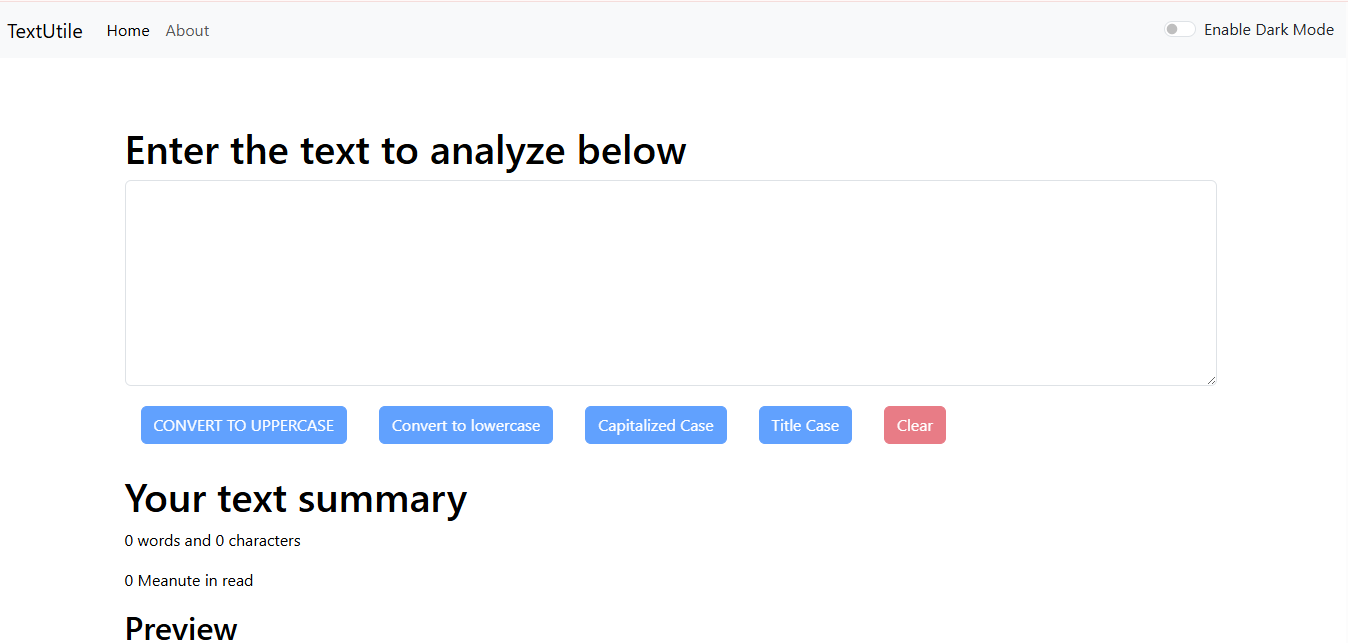 TextUtile Home About Enable Dark Mode
Enter the text to analyze below
CONVERT TO UPPERCASE Convert to lowercase Capitalized Case Title Case Clear
Your text summary
0 words and 0 characters
0 Meanute in read
Preview